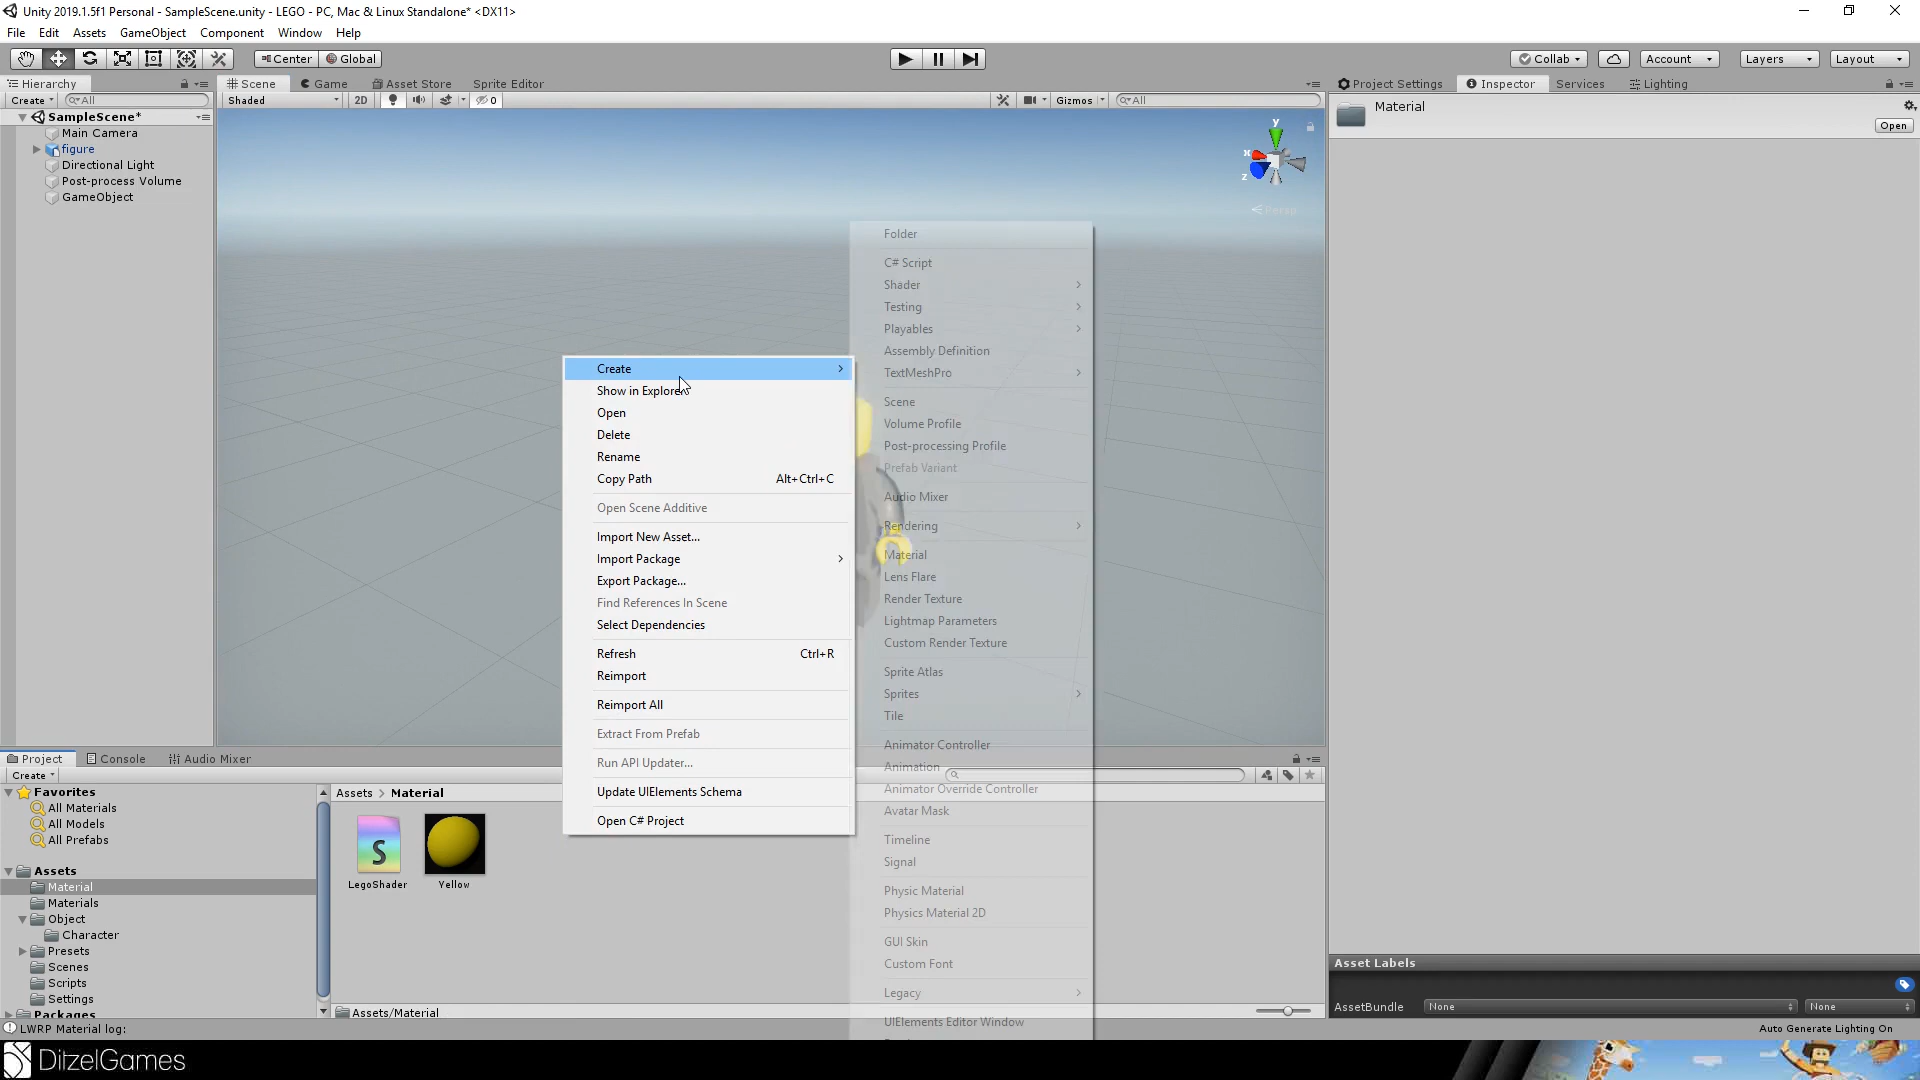 Unity 2019.1.5f1 Personal - SampleScene.unity - LEGO - PC, Mac & Linux Standalone* <DX11>
File Edit Assets GameObject Component Window Help
Center Global Collab Account Layers Layout
Hierarchy Scene Game Asset Store Sprite Editor Project Settings Inspector Services Lighting
Create All Shaded 2D 0 Gizmos All
SampleScene*
Main Camera
figure
Directional Light
Post-process Volume
GameObject
Material
Open
y
x
z
Persp
Create
Show in Explorer
Open
Delete
Rename
Copy Path Alt+Ctrl+C
Open Scene Additive
Import New Asset...
Import Package
Export Package...
Find References In Scene
Select Dependencies
Refresh Ctrl+R
Reimport
Reimport All
Extract From Prefab
Run API Updater...
Update UIElements Schema
Open C# Project
Folder
C# Script
Shader
Testing
Playables
Assembly Definition
TextMeshPro
Scene
Volume Profile
Post-processing Profile
Prefab Variant
Audio Mixer
Rendering
Material
Lens Flare
Render Texture
Lightmap Parameters
Custom Render Texture
Sprite Atlas
Sprites
Tile
Animator Controller
Animation
Animator Override Controller
Avatar Mask
Timeline
Signal
Physic Material
Physics Material 2D
GUI Skin
Custom Font
Legacy
UIElements Editor Window
Project Console Audio Mixer
Create
Favorites
All Materials
All Models
All Prefabs
Assets
Material
Materials
Object
Character
Presets
Scenes
Scripts
Settings
Packages
Assets > Material
S
LegoShader Yellow
Assets/Material
Asset Labels
AssetBundle None None
LWRP Material log:
Auto Generate Lighting On
DitzelGames